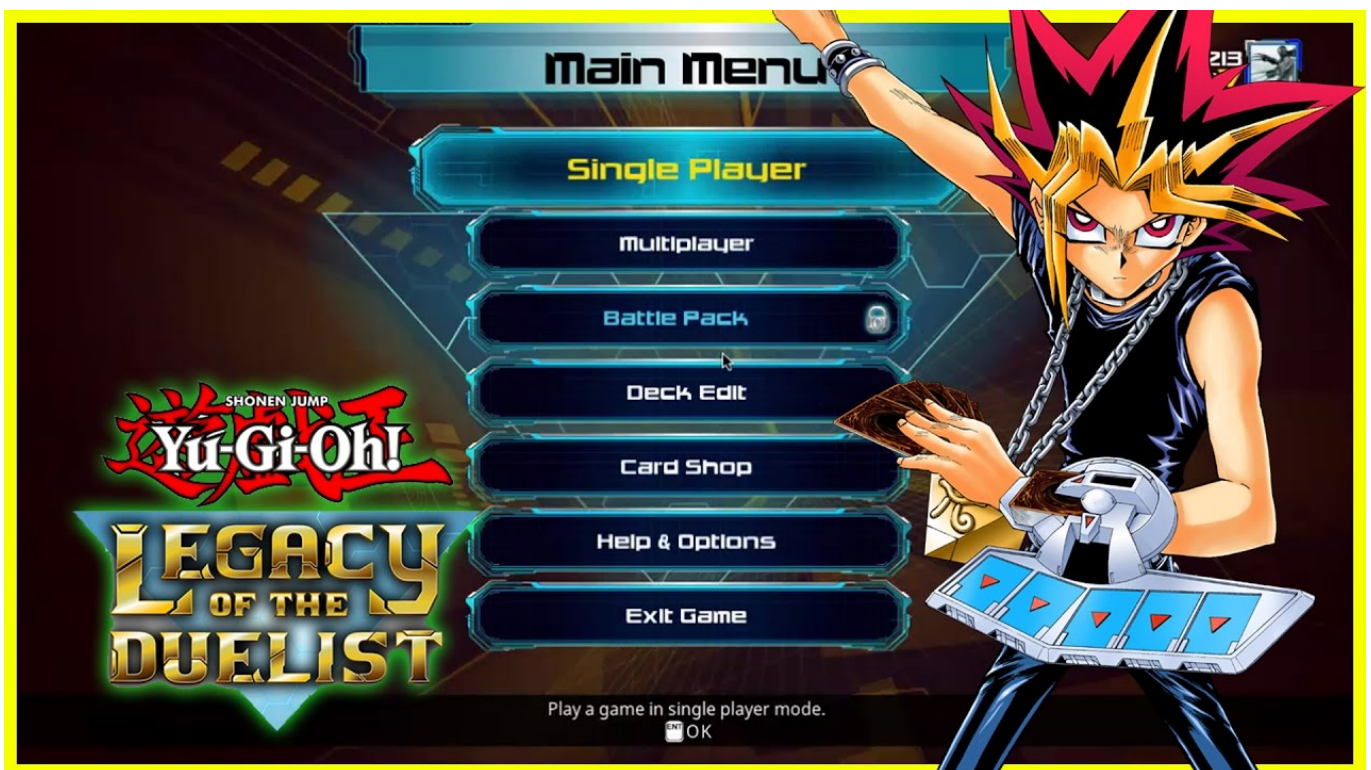 Main Menu
213
Single Player
Multiplayer
Battle Pack
Deck Edit
Card Shop
Help & Options
Exit Game
遊戯王
SHONEN JUMP
Yu-Gi-Oh!
LEGACY
OF THE
DUELIST
Play a game in single player mode.
ENT OK